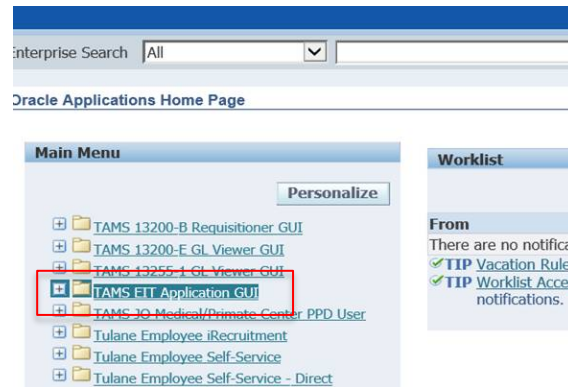 Enterprise Search All
Oracle Applications Home Page
Main Menu
Personalize
TAMS 13200-B Requisitioner GUI
TAMS 13200-E GL Viewer GUI
TAMS 13255-1 GL Viewer GUI
TAMS EIT Application GUI
TAMS JO Medical/Primate Center PPD User
Tulane Employee iRecruitment
Tulane Employee Self-Service
Tulane Employee Self-Service - Direct
Worklist
From
There are no notifica
TIP Vacation Rule
TIP Worklist Acce
notifications.